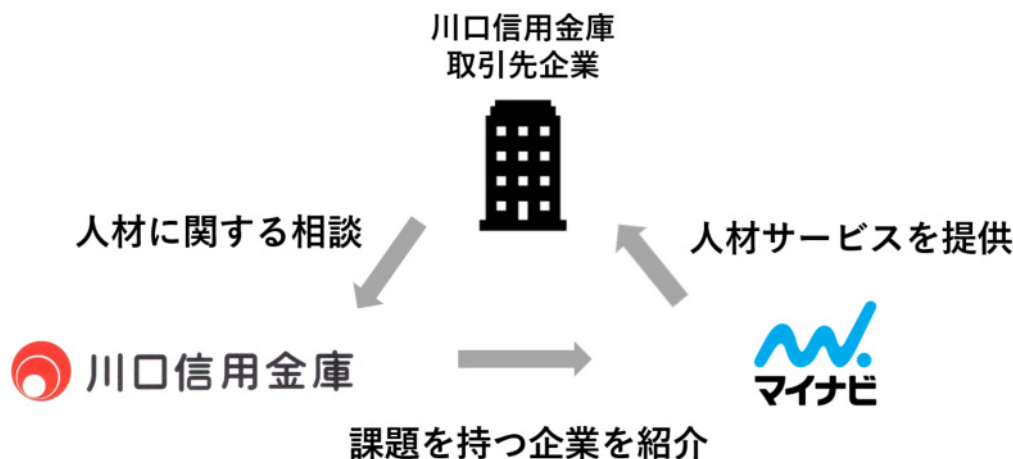 川口信用金庫
取引先企業
人材に関する相談
人材サービスを提供
川口信用金庫
マイナビ
課題を持つ企業を紹介